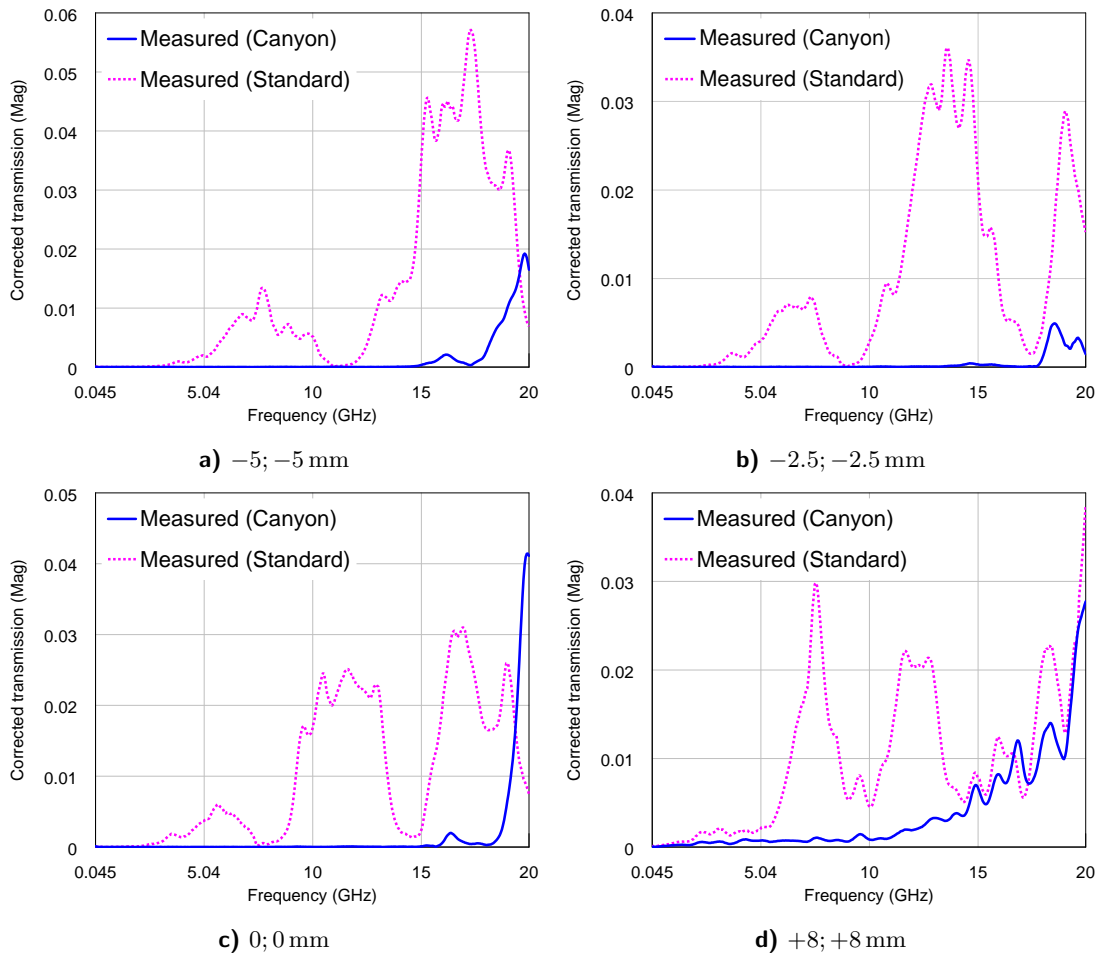 0.06
0.05
0.04
0.03
0.02
0.01
0
Corrected transmission (Mag)
Measured (Canyon)
Measured (Standard)
0.045
5.04
10
15
20
Frequency (GHz)
a) −5; −5 mm
0.04
0.03
0.02
0.01
0
Corrected transmission (Mag)
Measured (Canyon)
Measured (Standard)
0.045
5.04
10
15
20
Frequency (GHz)
b) −2.5; −2.5 mm
0.05
0.04
0.03
0.02
0.01
0
Corrected transmission (Mag)
Measured (Canyon)
Measured (Standard)
0.045
5.04
10
15
20
Frequency (GHz)
c) 0; 0 mm
0.04
0.03
0.02
0.01
0
Corrected transmission (Mag)
Measured (Canyon)
Measured (Standard)
0.045
5.04
10
15
20
Frequency (GHz)
d) +8; +8 mm